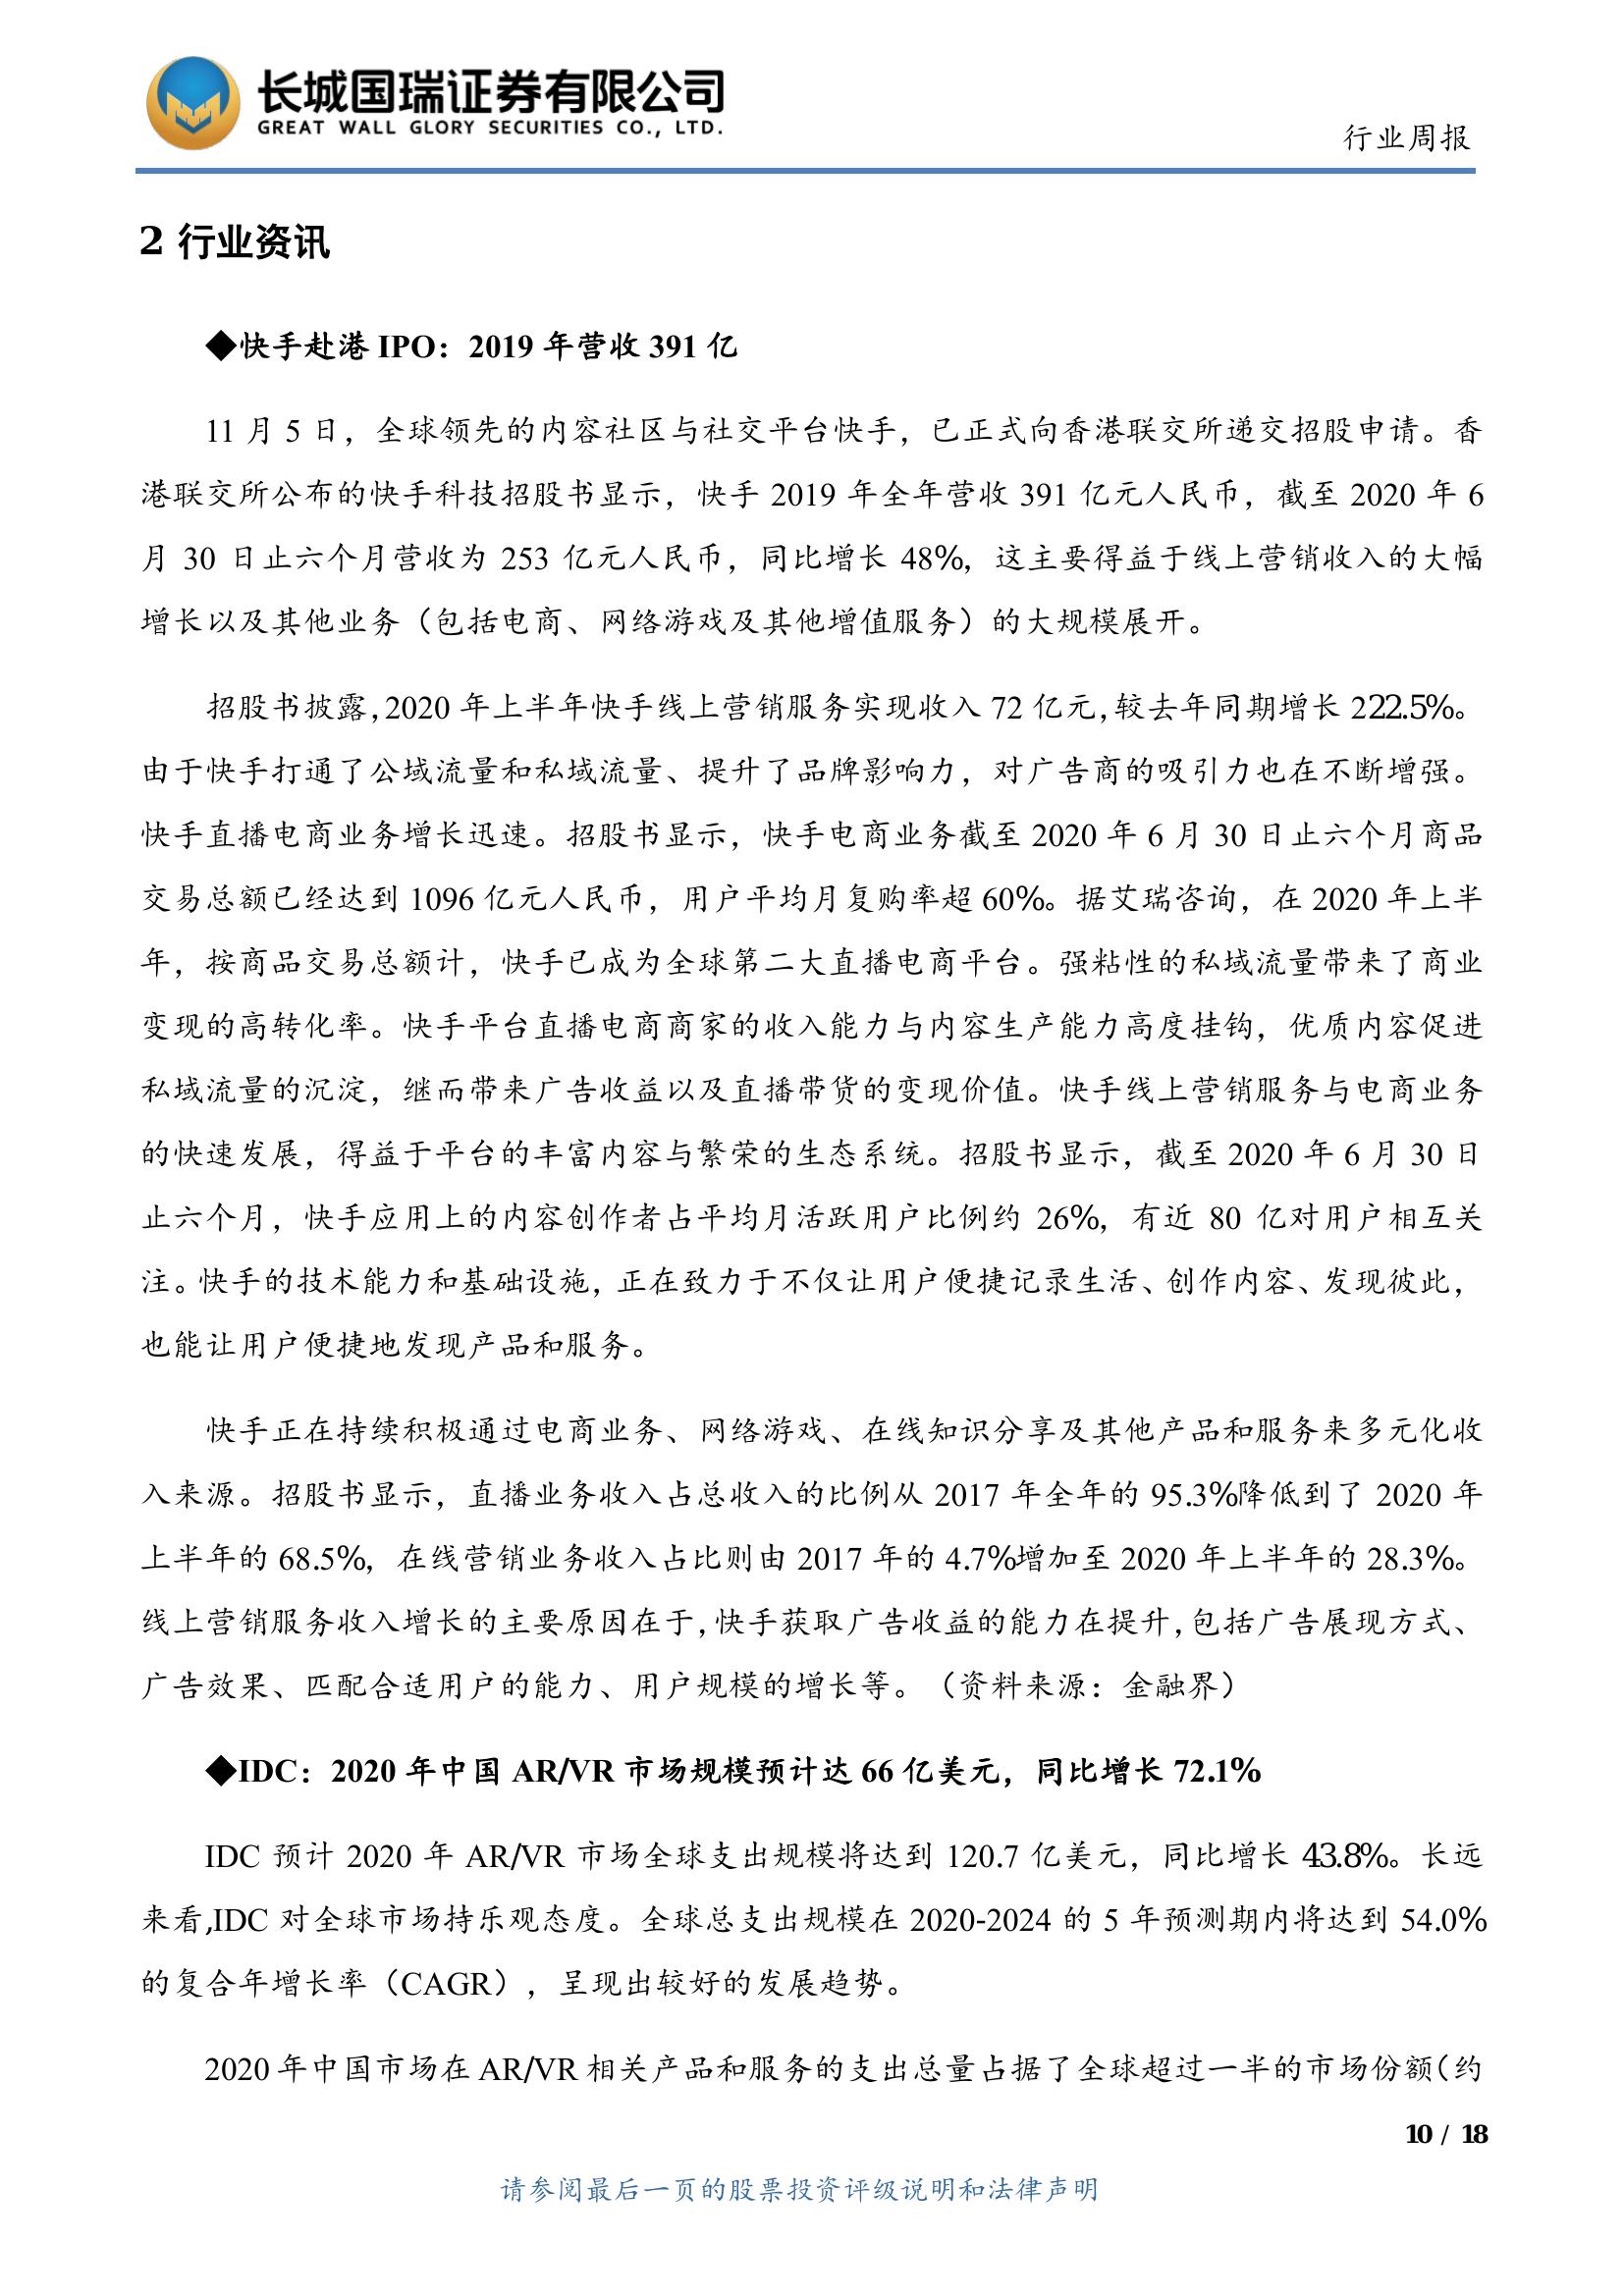 长城国瑞证券有限公司
GREAT WALL GLORY SECURITIES CO., LTD.
行业周报
2 行业资讯
◆快手赴港 IPO：2019 年营收 391 亿
11 月 5 日，全球领先的内容社区与社交平台快手，已正式向香港联交所递交招股申请。香
港联交所公布的快手科技招股书显示，快手 2019 年全年营收 391 亿元人民币，截至 2020 年 6
月 30 日止六个月营收为 253 亿元人民币，同比增长 48%，这主要得益于线上营销收入的大幅
增长以及其他业务（包括电商、网络游戏及其他增值服务）的大规模展开。
招股书披露，2020 年上半年快手线上营销服务实现收入 72 亿元，较去年同期增长 222.5%。
由于快手打通了公域流量和私域流量、提升了品牌影响力，对广告商的吸引力也在不断增强。
快手直播电商业务增长迅速。招股书显示，快手电商业务截至 2020 年 6 月 30 日止六个月商品
交易总额已经达到 1096 亿元人民币，用户平均月复购率超 60%。据艾瑞咨询，在 2020 年上半
年，按商品交易总额计，快手已成为全球第二大直播电商平台。强粘性的私域流量带来了商业
变现的高转化率。快手平台直播电商商家的收入能力与内容生产能力高度挂钩，优质内容促进
私域流量的沉淀，继而带来广告收益以及直播带货的变现价值。快手线上营销服务与电商业务
的快速发展，得益于平台的丰富内容与繁荣的生态系统。招股书显示，截至 2020 年 6 月 30 日
止六个月，快手应用上的内容创作者占平均月活跃用户比例约 26%，有近 80 亿对用户相互关
注。快手的技术能力和基础设施，正在致力于不仅让用户便捷记录生活、创作内容、发现彼此，
也能让用户便捷地发现产品和服务。
快手正在持续积极通过电商业务、网络游戏、在线知识分享及其他产品和服务来多元化收
入来源。招股书显示，直播业务收入占总收入的比例从 2017 年全年的 95.3%降低到了 2020 年
上半年的 68.5%，在线营销业务收入占比则由 2017 年的 4.7%增加至 2020 年上半年的 28.3%。
线上营销服务收入增长的主要原因在于，快手获取广告收益的能力在提升，包括广告展现方式、
广告效果、匹配合适用户的能力、用户规模的增长等。（资料来源：金融界）
◆IDC：2020 年中国 AR/VR 市场规模预计达 66 亿美元，同比增长 72.1%
IDC 预计 2020 年 AR/VR 市场全球支出规模将达到 120.7 亿美元，同比增长 43.8%。长远
来看,IDC 对全球市场持乐观态度。全球总支出规模在 2020-2024 的 5 年预测期内将达到 54.0%
的复合年增长率（CAGR），呈现出较好的发展趋势。
2020 年中国市场在 AR/VR 相关产品和服务的支出总量占据了全球超过一半的市场份额（约
10 / 18
请参阅最后一页的股票投资评级说明和法律声明